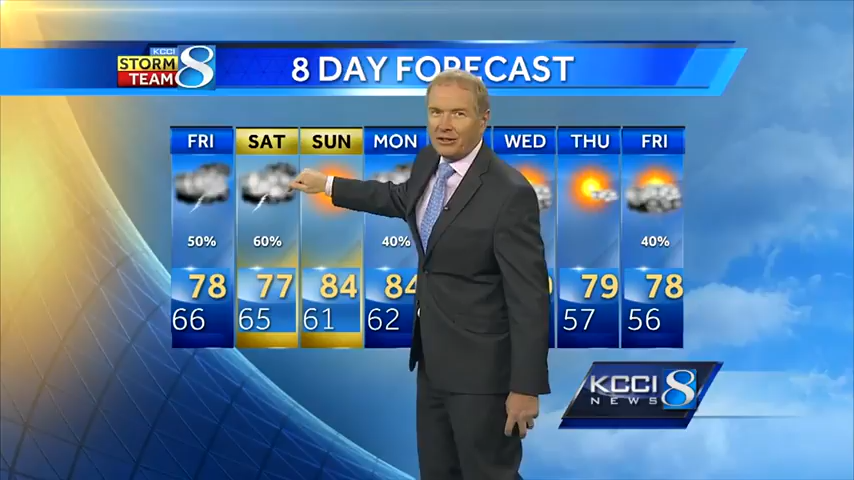 KCCI
STORM
TEAM 8
8 DAY FORECAST
FRI SAT SUN MON WED THU FRI
50% 60% 40% 40%
78 77 84 84 79 78
66 65 61 62 57 56
KCCI 8
NEWS